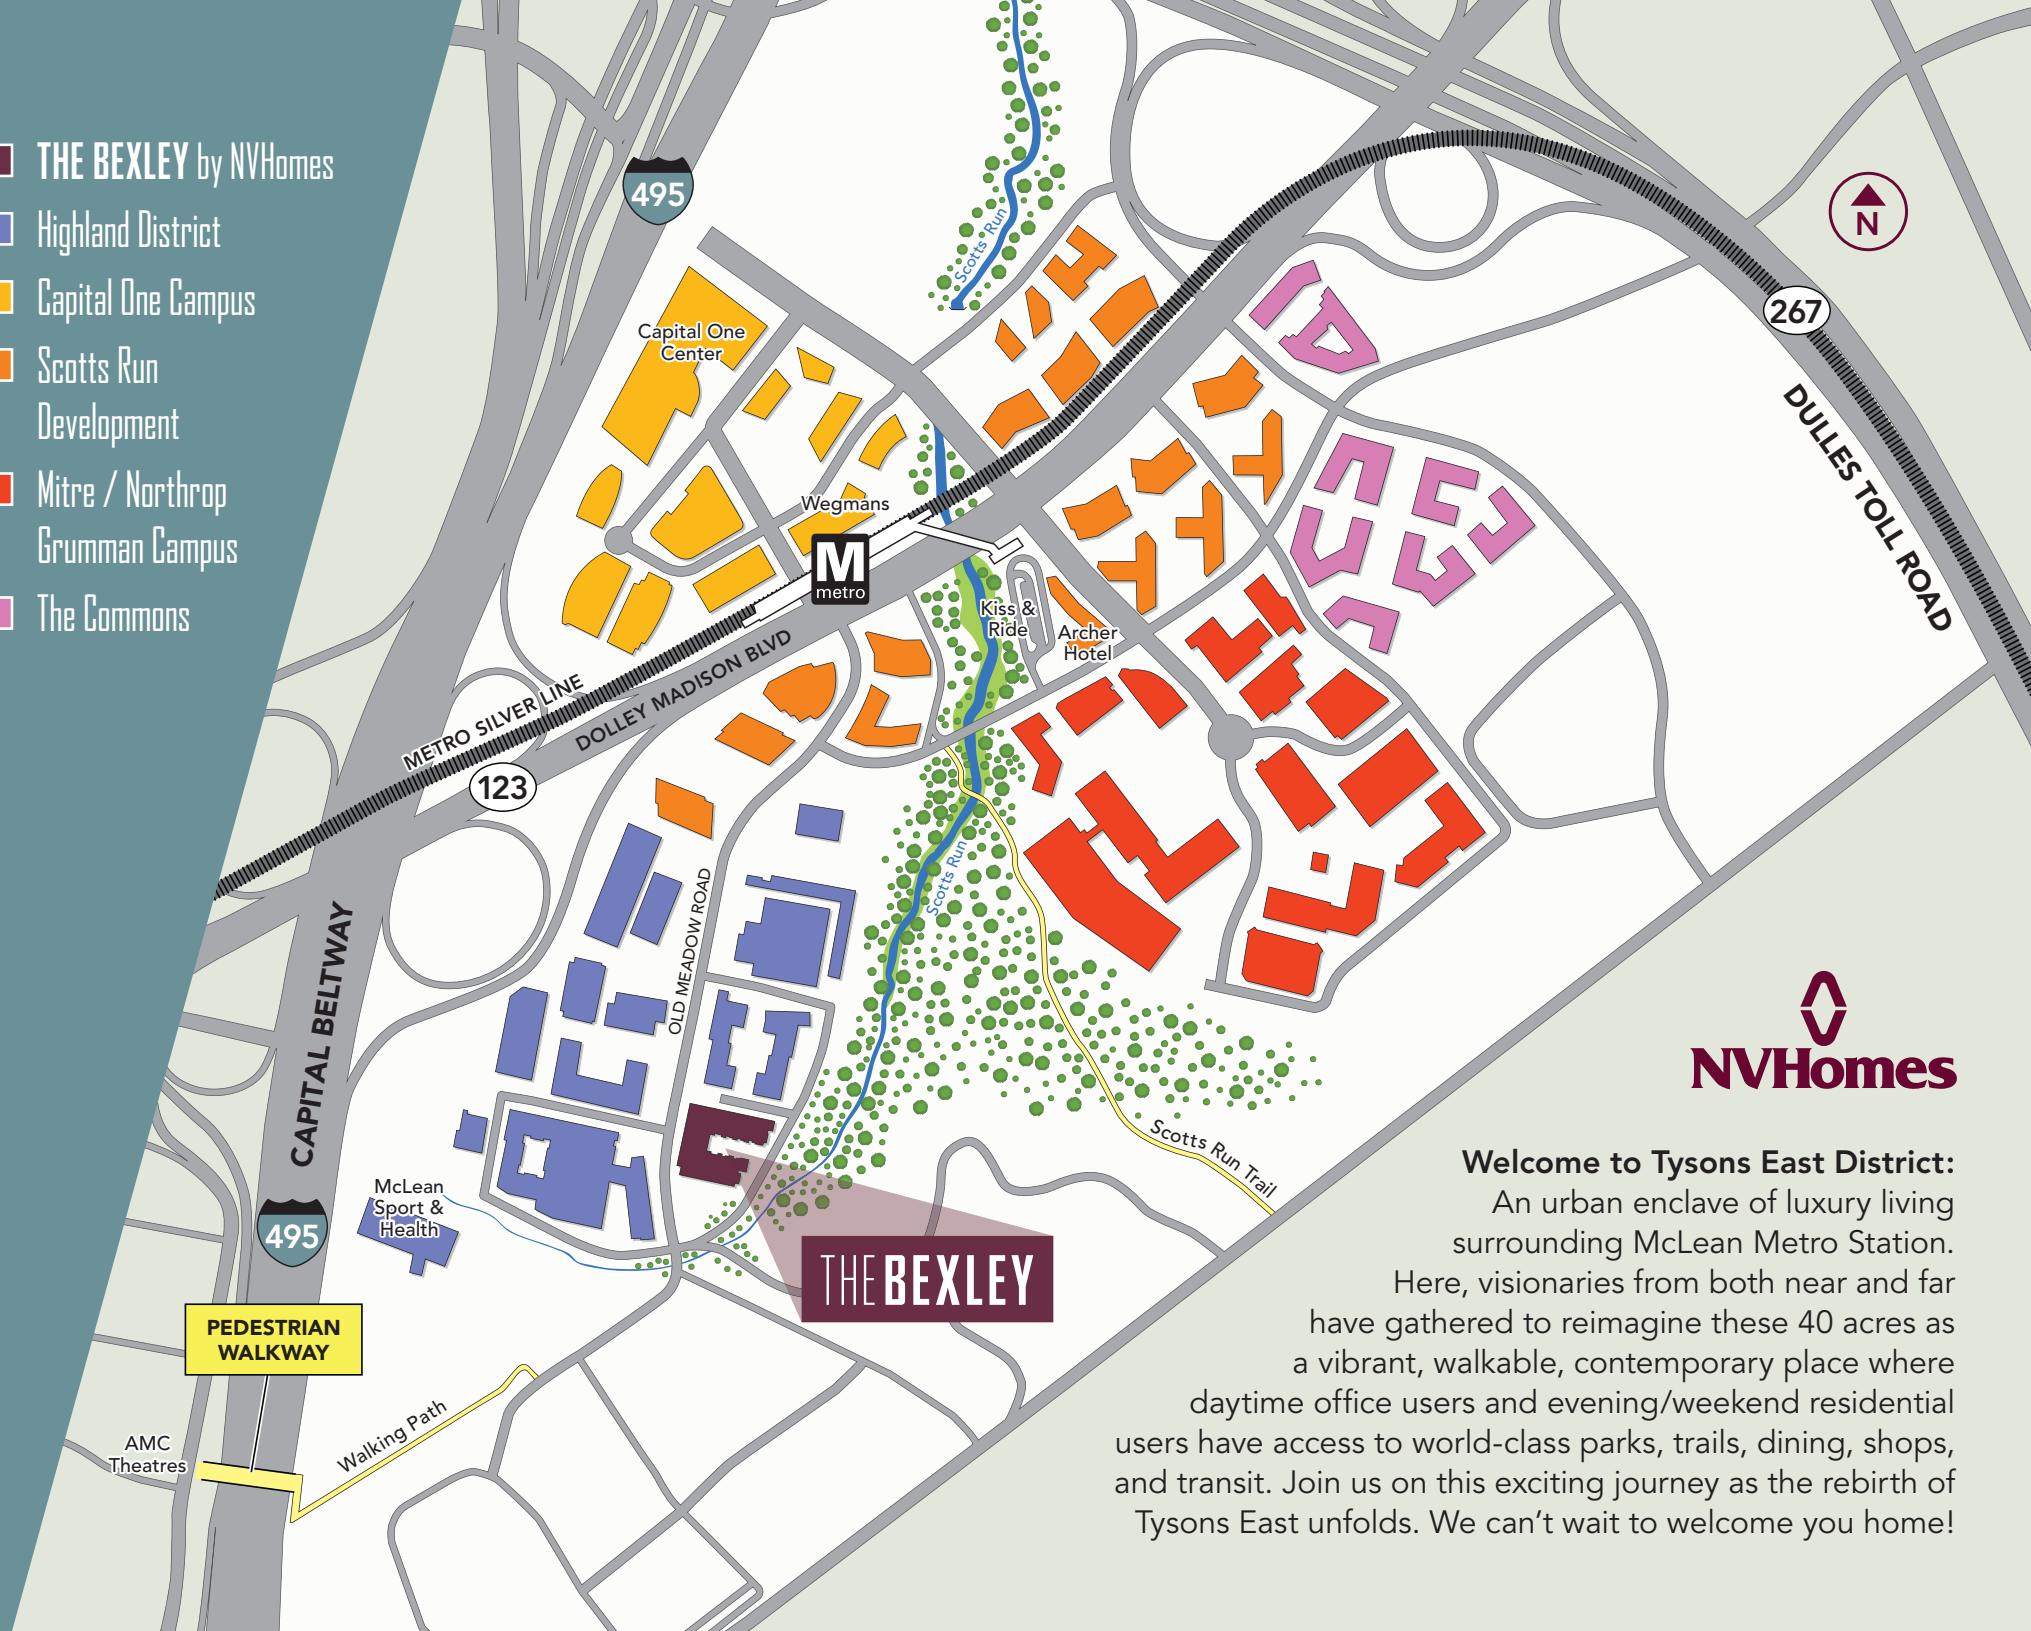 THE BEXLEY by NVHomes
Highland District
Capital One Campus
Scotts Run
Development
Mitre / Northrop
Grumman Campus
The Commons
495
Scotts Run
N
267
DULLES TOLL ROAD
Capital One
Center
Wegmans
M
metro
Kiss &
Ride
Archer
Hotel
METRO SILVER LINE
DOLLEY MADISON BLVD
123
Scotts Run
OLD MEADOW ROAD
CAPITAL BELTWAY
McLean
Sport &
Health
495
Scotts Run Trail
THE BEXLEY
PEDESTRIAN
WALKWAY
Walking Path
AMC
Theatres
NVHomes
Welcome to Tysons East District:
An urban enclave of luxury living
surrounding McLean Metro Station.
Here, visionaries from both near and far
have gathered to reimagine these 40 acres as
a vibrant, walkable, contemporary place where
daytime office users and evening/weekend residential
users have access to world-class parks, trails, dining, shops,
and transit. Join us on this exciting journey as the rebirth of
Tysons East unfolds. We can't wait to welcome you home!